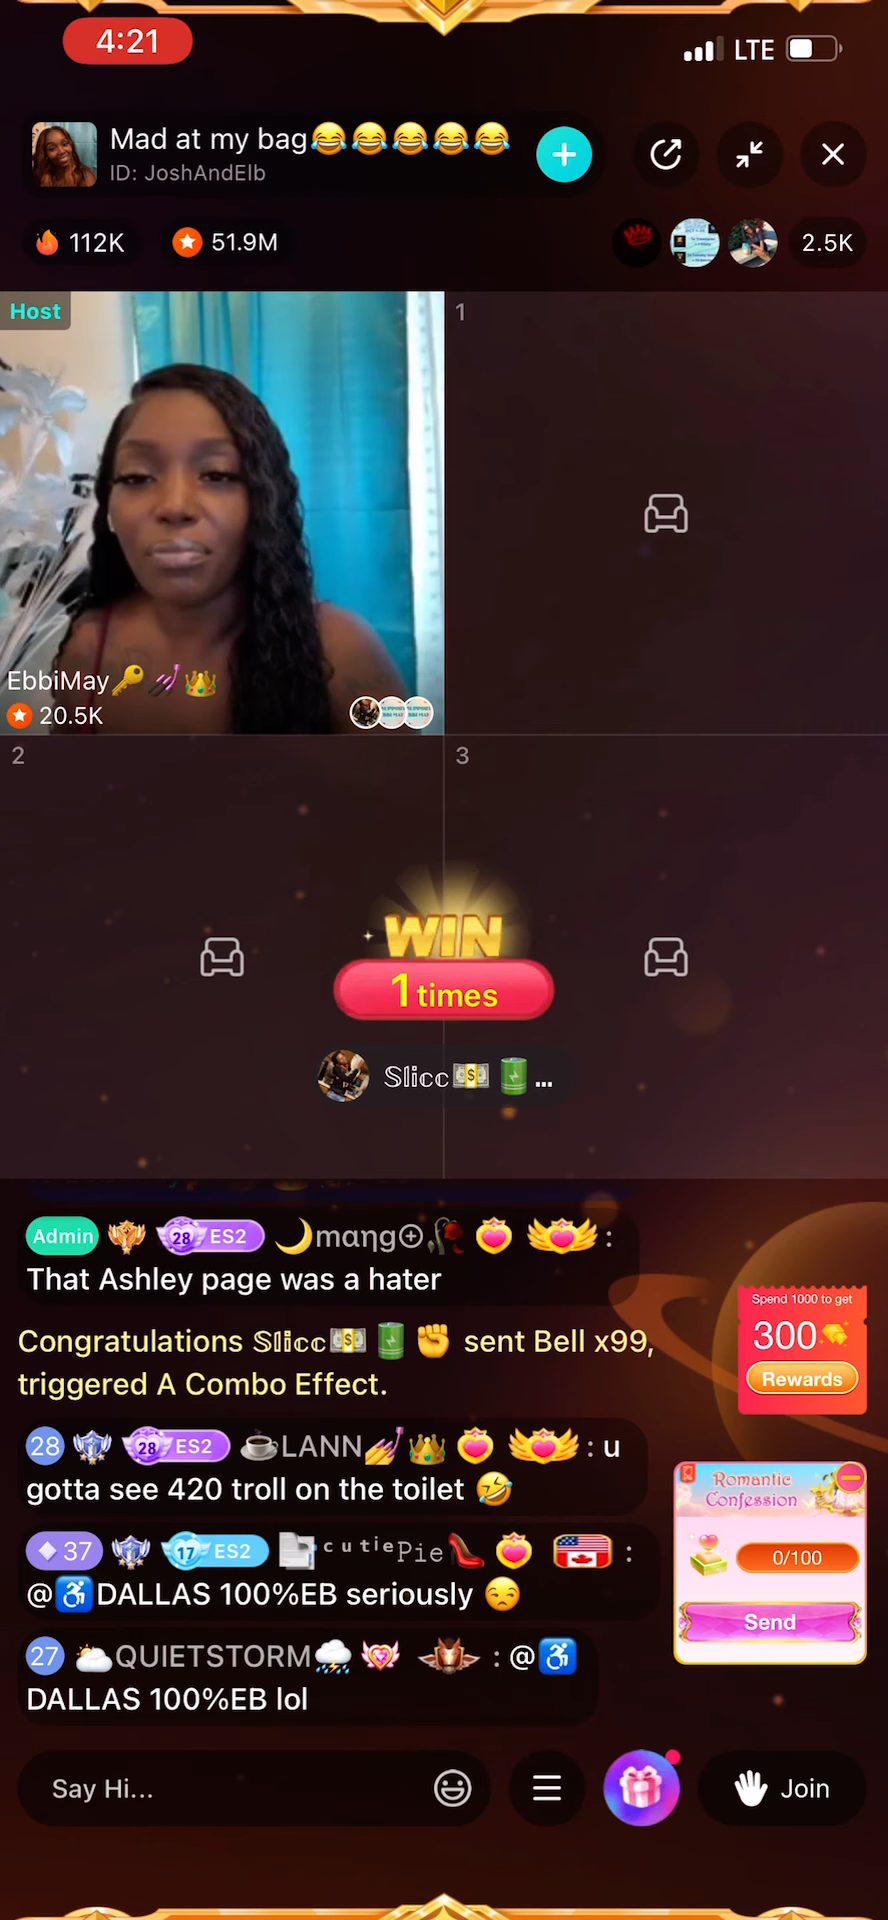 4:21
LTE
Mad at my bag😂😂😂😂😂
ID: JoshAndElb
112K
51.9M
2.5K
Host
1
EbbiMay🔑💅👑
20.5K
2
3
WIN
1 times
𝕊𝕝𝕚𝕔𝕔💵🔋...
Admin 28 ES2 🌙mαηg⊕🥀 :
That Ashley page was a hater
Congratulations 𝕊𝕝𝕚𝕔𝕔💵🔋✊ sent Bell x99,
triggered A Combo Effect.
Spend 1000 to get
300
Rewards
28 28 ES2 ☕LANN💅👑 : u
gotta see 420 troll on the toilet 🤣
Romantic
Confession
0/100
Send
37 17 ES2 ᶜᵘᵗⁱᵉPie👠 :
@♿DALLAS 100%EB seriously 😒
27 🌥️QUIETSTORM⛈️ : @♿
DALLAS 100%EB lol
Say Hi...
Join